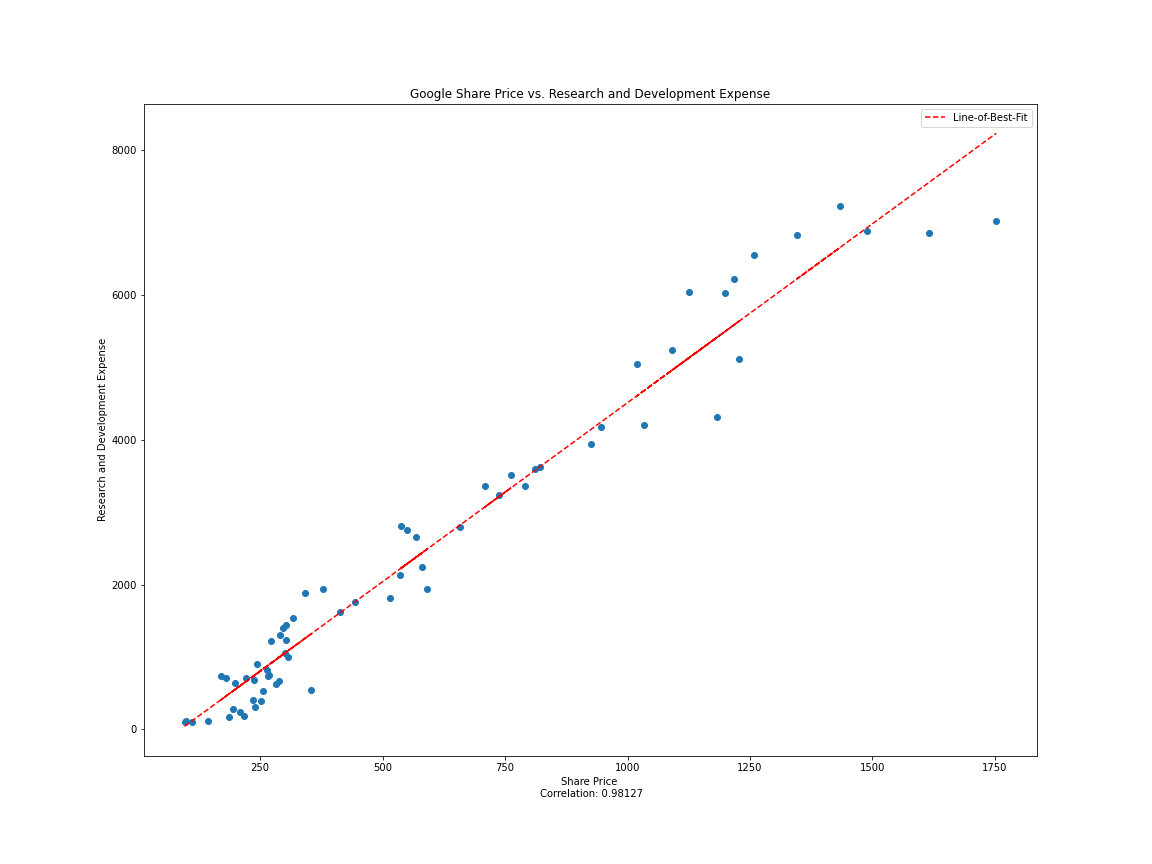 Google Share Price vs. Research and Development Expense
Line-of-Best-Fit
8000
6000
4000
2000
0
Research and Development Expense
250
500
750
1000
1250
1500
1750
Share Price
Correlation: 0.98127